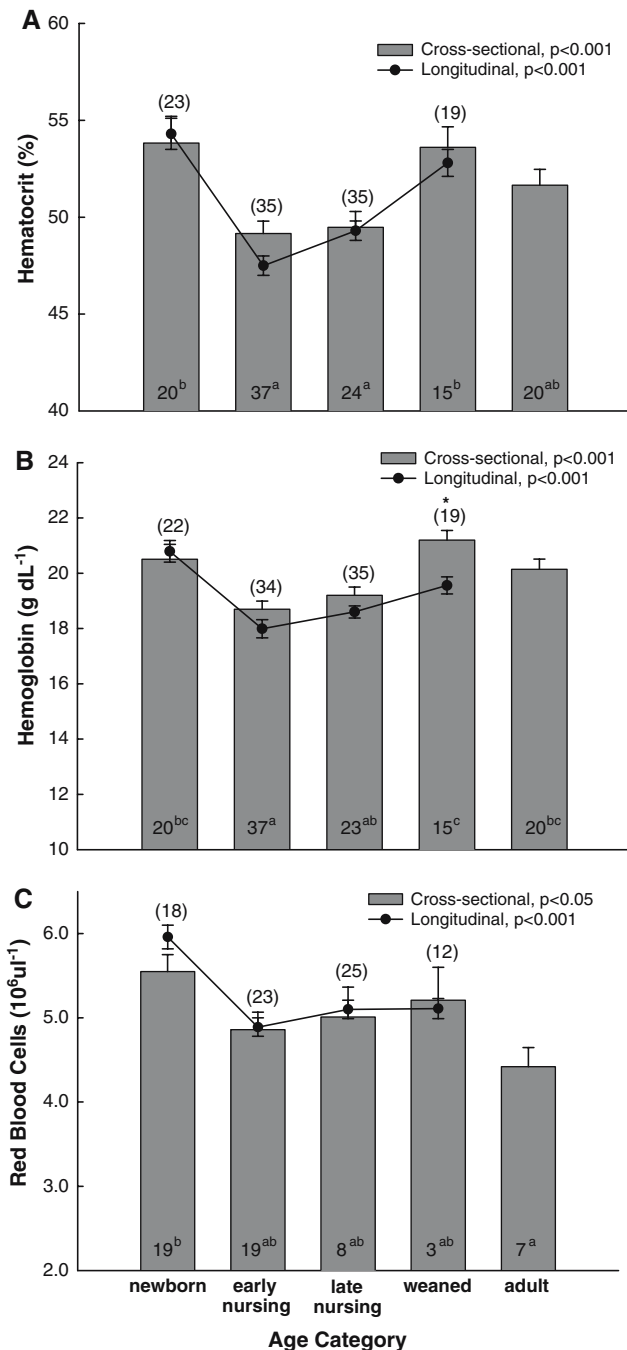 A
60
Cross-sectional, p<0.001
Longitudinal, p<0.001
(23)
(19)
55
(35)
(35)
Hematocrit (%)
50
45
20b
37a
24a
15b
20ab
40
B
24
Cross-sectional, p<0.001
Longitudinal, p<0.001
*
22
(22)
(19)
(34)
(35)
20
Hemoglobin (g dL-1)
18
16
14
12
20bc
37a
23ab
15c
20bc
10
C
Cross-sectional, p<0.05
Longitudinal, p<0.001
(18)
6.0
(23)
(25)
(12)
5.0
Red Blood Cells (10⁶ul-1)
4.0
3.0
19b
19ab
8ab
3ab
7a
2.0
newborn
early
nursing
late
nursing
weaned
adult
Age Category